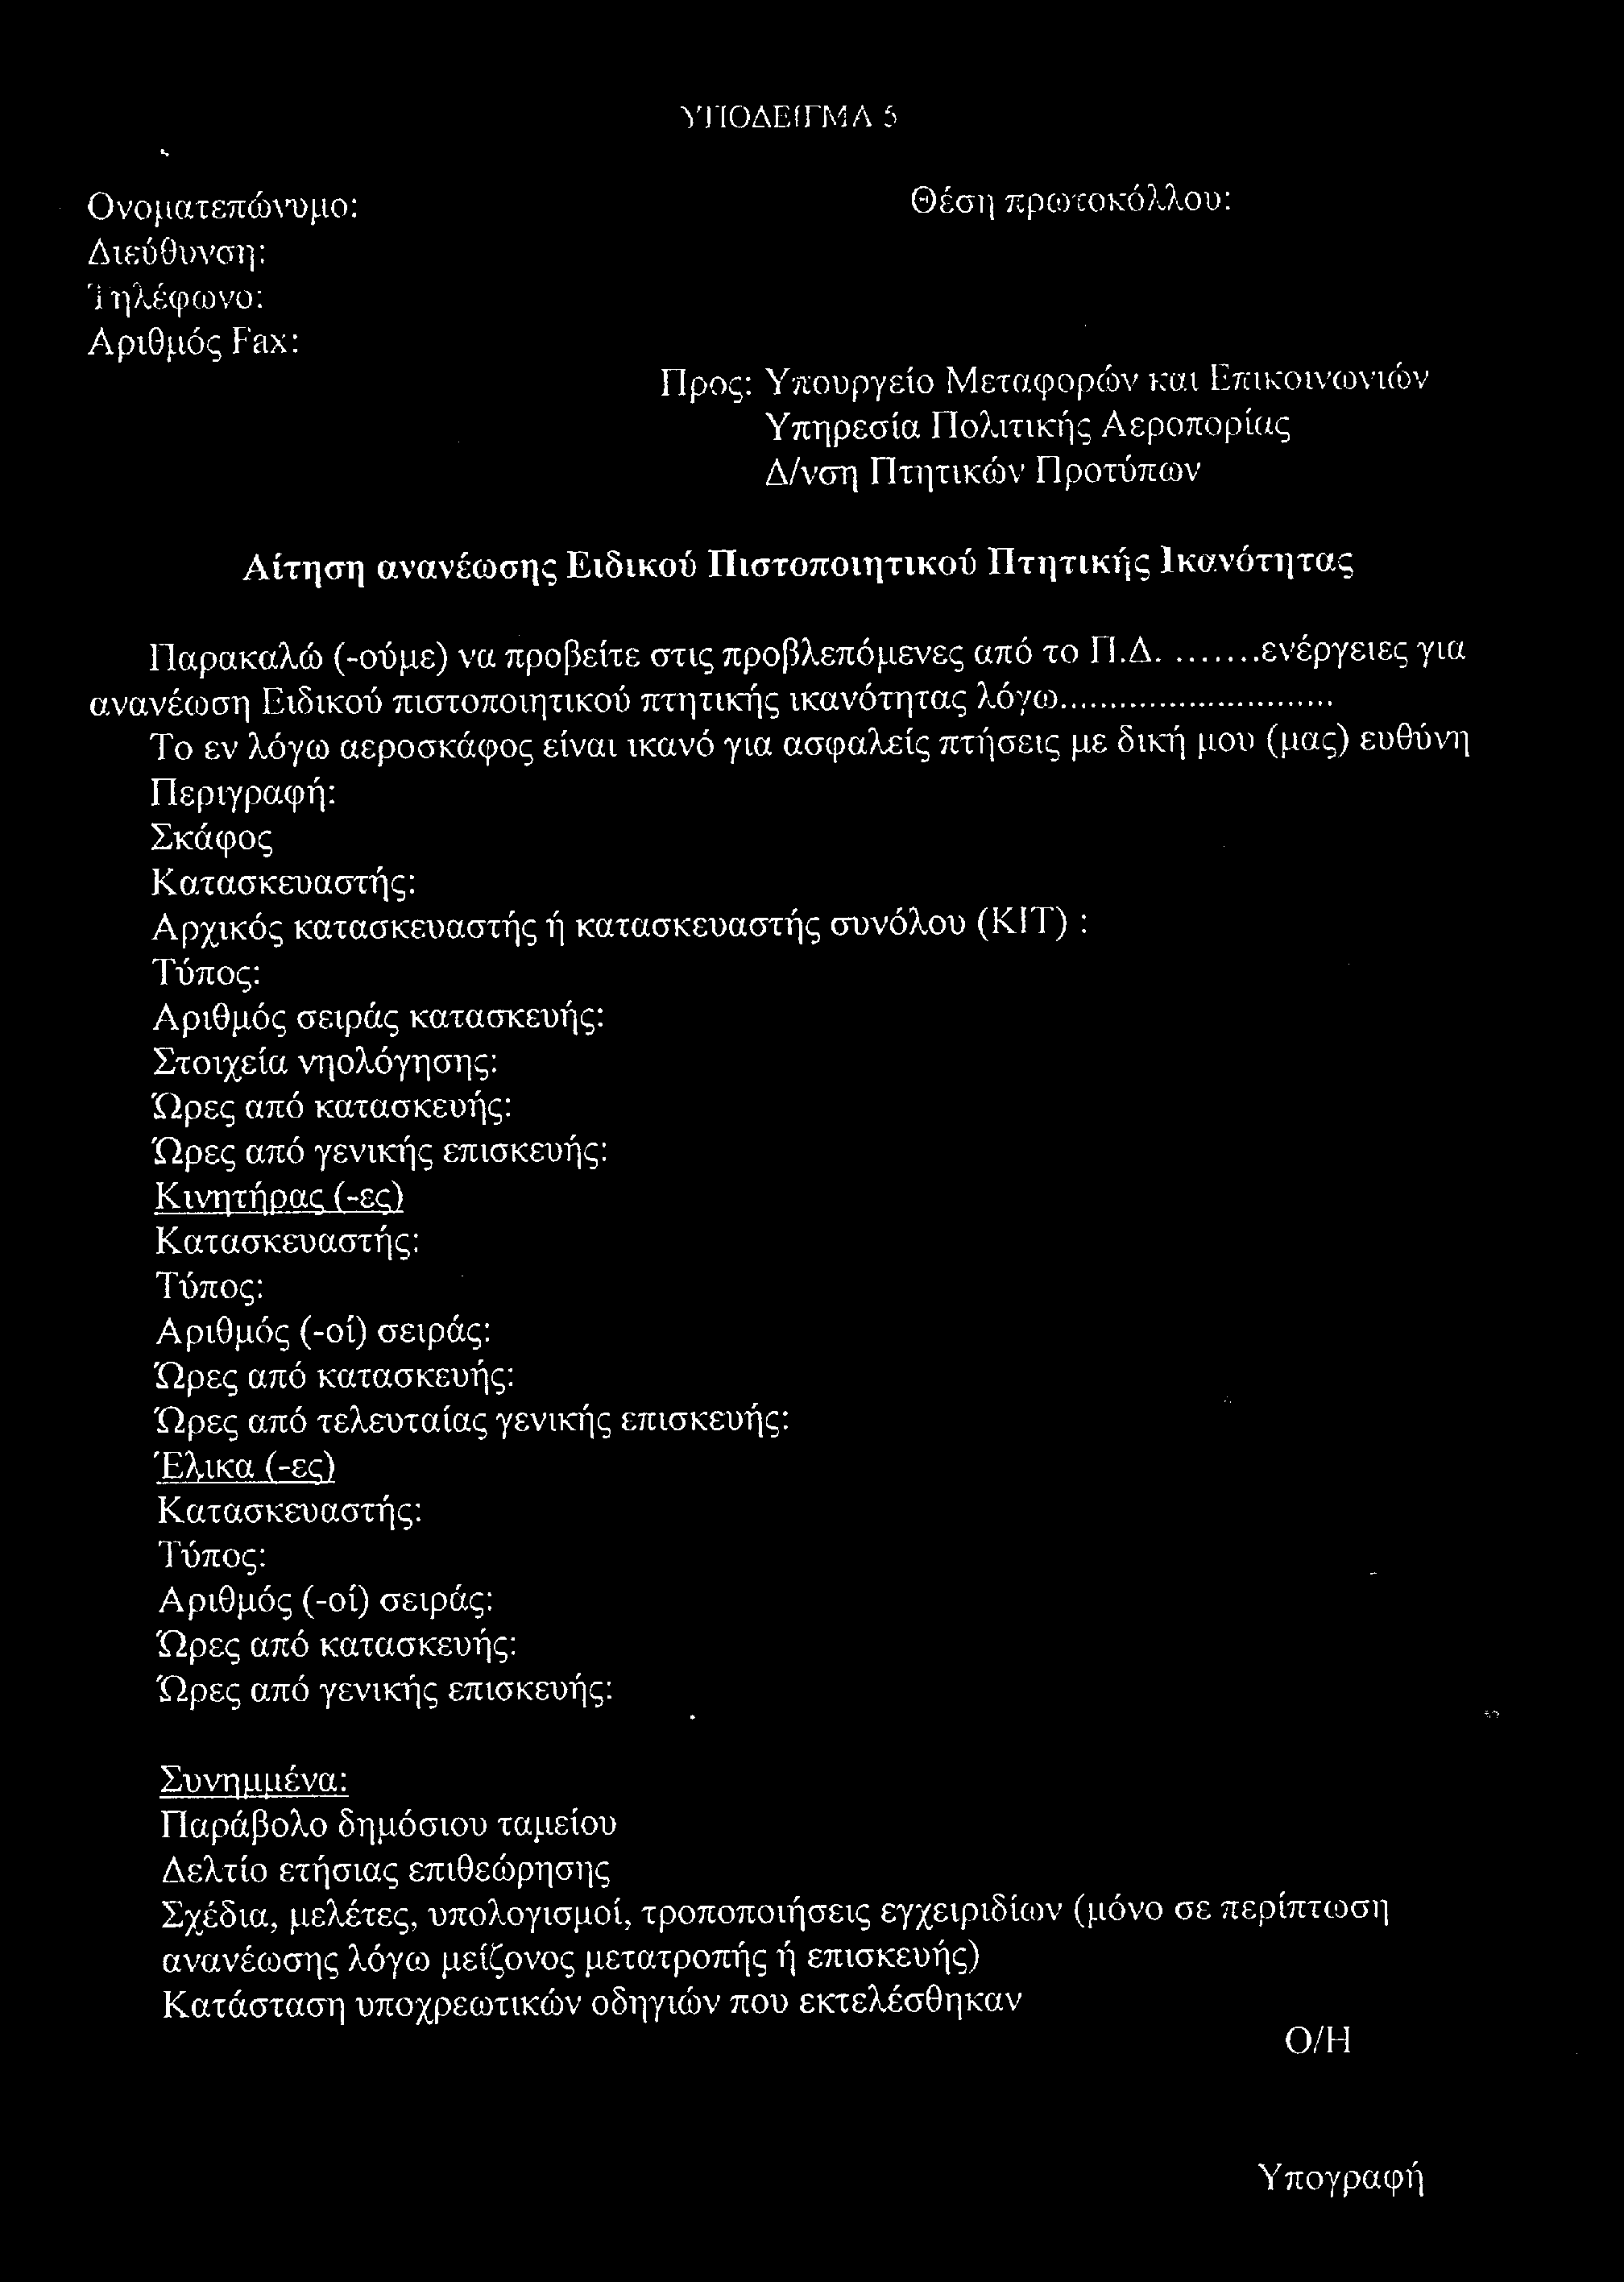 ΥΠΟΔΕΙΓΜΑ 5
Ονοματεπώνυμο:
Θέση πρωτοκόλλου:
Διεύθυνση:
Τηλέφωνο:
Αριθμός Fax:
Προς: Υπουργείο Μεταφορών και Επικοινωνιών
Υπηρεσία Πολιτικής Αεροπορίας
Δ/νση Πτητικών Προτύπων
Αίτηση ανανέωσης Ειδικού Πιστοποιητικού Πτητικής Ικανότητας
Παρακαλώ (-ούμε) να προβείτε στις προβλεπόμενες από το Π.Δ. .......ενέργειες για
ανανέωση Ειδικού πιστοποιητικού πτητικής ικανότητας λόγω..............................
Το εν λόγω αεροσκάφος είναι ικανό για ασφαλείς πτήσεις με δική μου (μας) ευθύνη
Περιγραφή:
Σκάφος
Κατασκευαστής:
Αρχικός κατασκευαστής ή κατασκευαστής συνόλου (ΚΙΤ) :
Τύπος:
Αριθμός σειράς κατασκευής:
Στοιχεία νηολόγησης:
Ώρες από κατασκευής:
Ώρες από γενικής επισκευής:
Κινητήρας (-ες)
Κατασκευαστής:
Τύπος:
Αριθμός (-οί) σειράς:
Ώρες από κατασκευής:
Ώρες από τελευταίας γενικής επισκευής:
Έλικα (-ες)
Κατασκευαστής:
Τύπος:
Αριθμός (-οί) σειράς:
Ώρες από κατασκευής:
Ώρες από γενικής επισκευής:
Συνημμένα:
Παράβολο δημόσιου ταμείου
Δελτίο ετήσιας επιθεώρησης
Σχέδια, μελέτες, υπολογισμοί, τροποποιήσεις εγχειριδίων (μόνο σε περίπτωση
ανανέωσης λόγω μείζονος μετατροπής ή επισκευής)
Κατάσταση υποχρεωτικών οδηγιών που εκτελέσθηκαν
Ο/Η
Υπογραφή